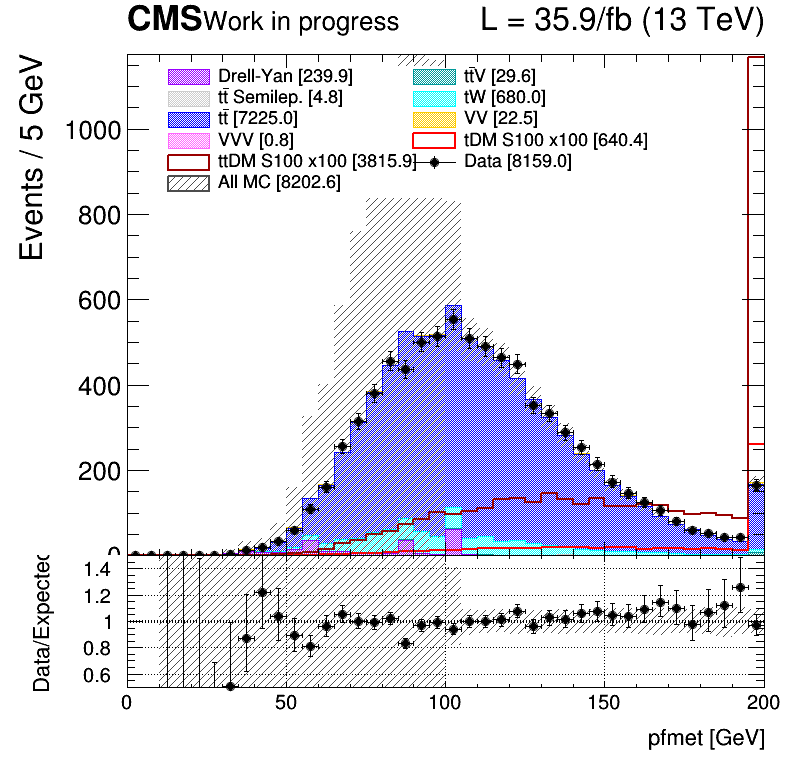 CMS Work in progress L = 35.9/fb (13 TeV)
Events / 5 GeV
Drell-Yan [239.9] tt̄V [29.6]
tt̄ Semilep. [4.8] tW [680.0]
tt̄ [7225.0] VV [22.5]
VVV [0.8] tDM S100 x100 [640.4]
ttDM S100 x100 [3815.9] Data [8159.0]
All MC [8202.6]
1000
800
600
400
200
0
Data/Expected
1.4
1.2
1
0.8
0.6
0 50 100 150 200
pfmet [GeV]